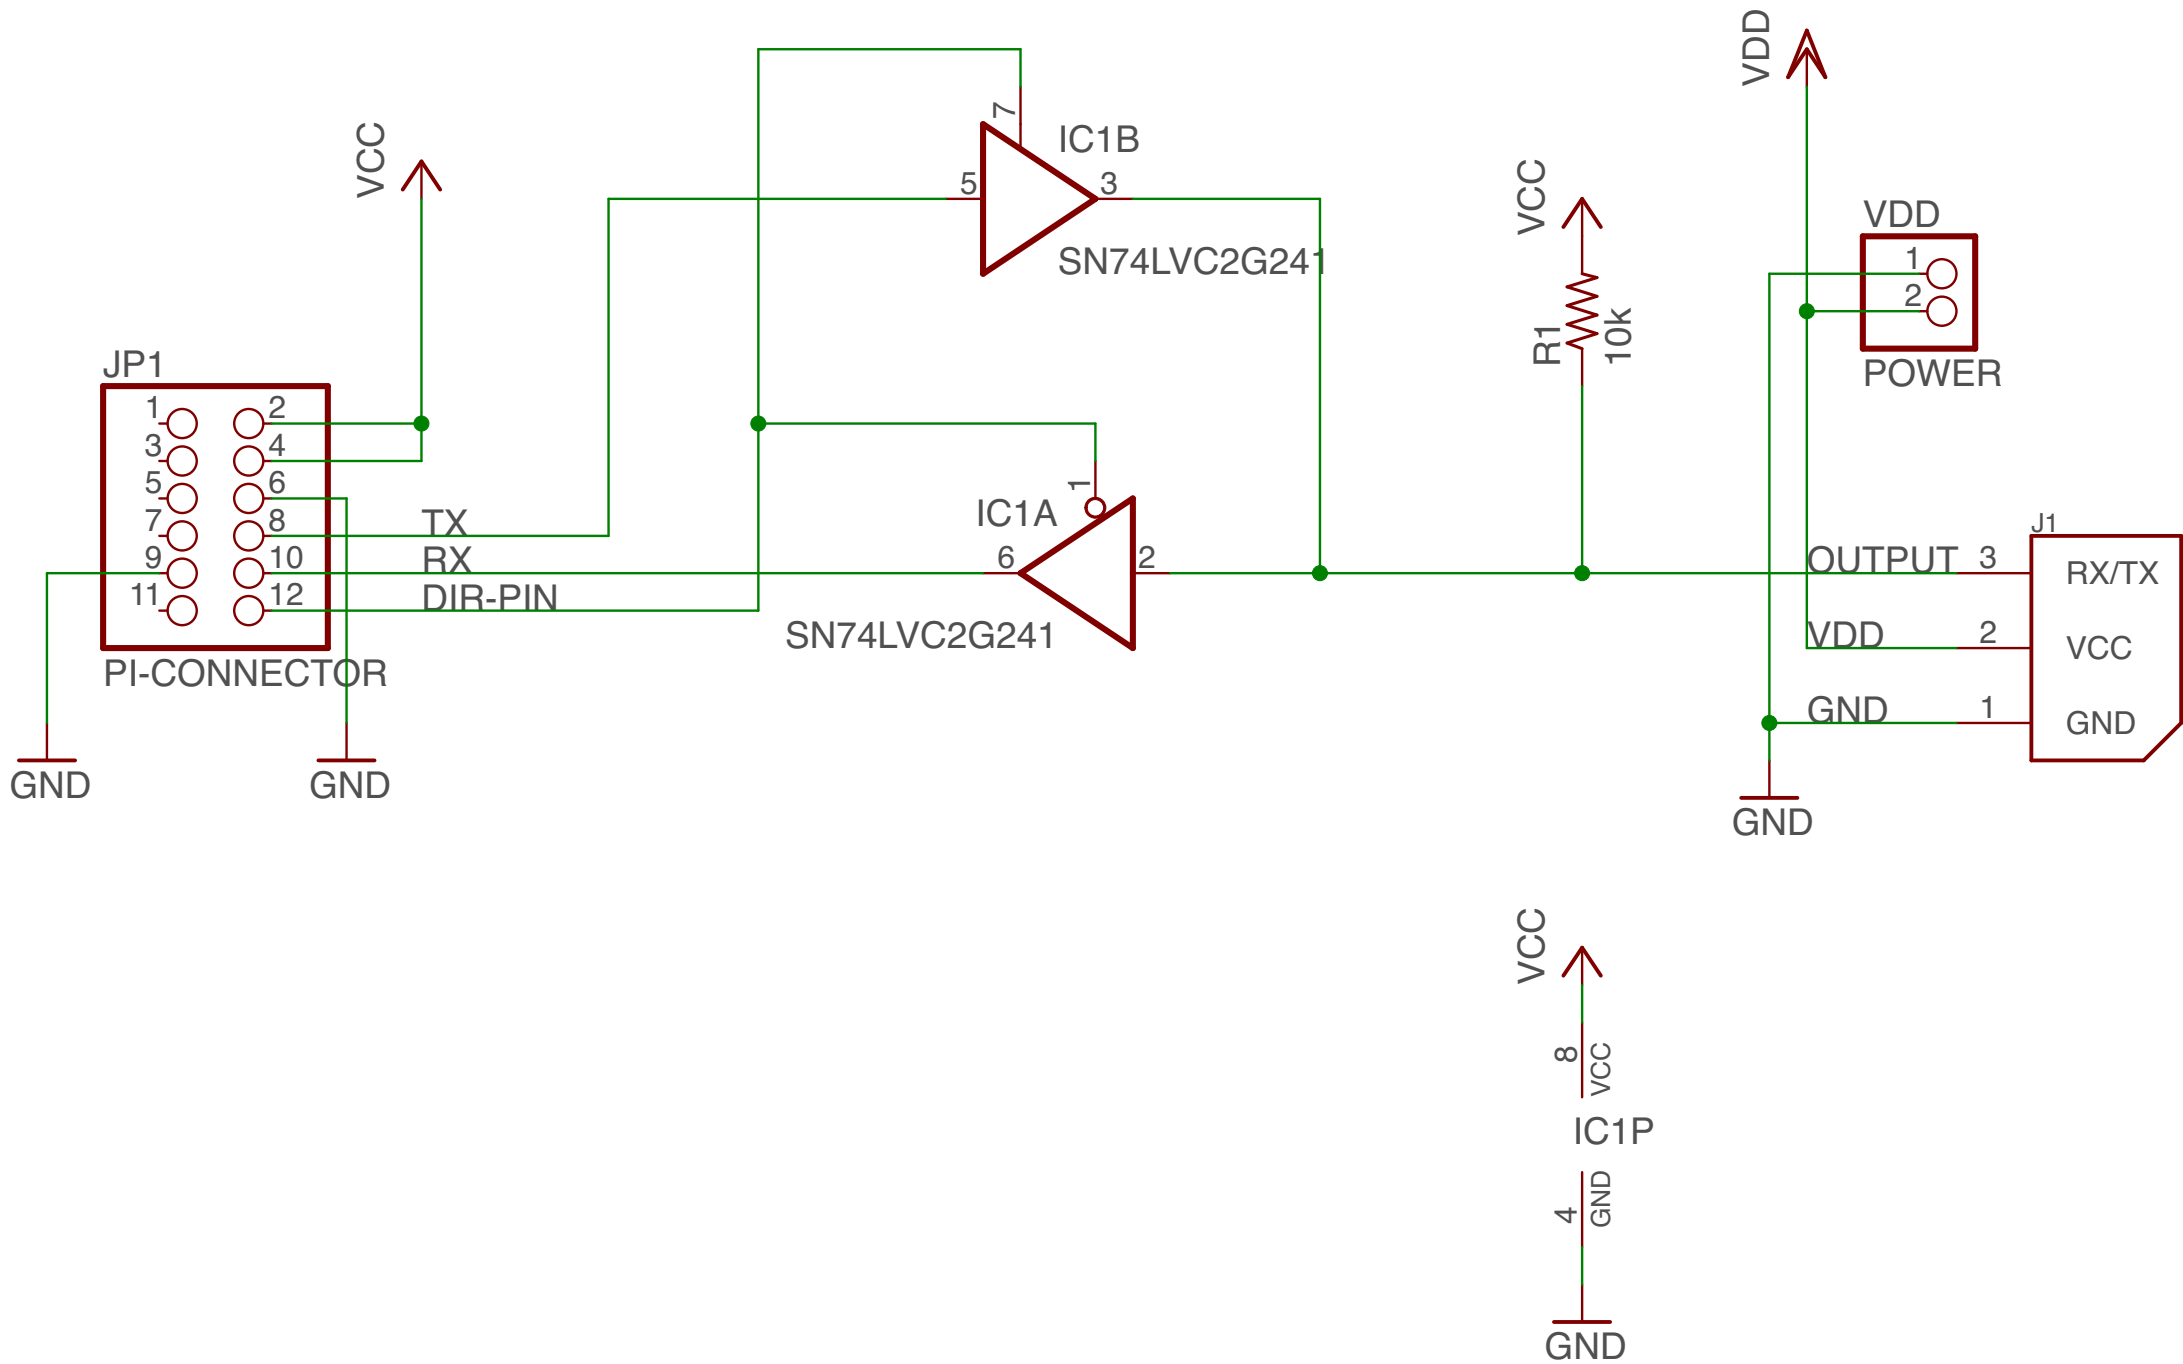 VDD
7
IC1B
VCC
5
3
VCC
VDD
SN74LVC2G241
1
2
R1
10k
POWER
JP1
1
2
3
4
5
6
7
8
9
10
11
12
TX
RX
DIR-PIN
PI-CONNECTOR
1
IC1A
6
2
SN74LVC2G241
J1
OUTPUT
3
RX/TX
VDD
2
VCC
GND
1
GND
GND
GND
GND
VCC
8
VCC
IC1P
4
GND
GND